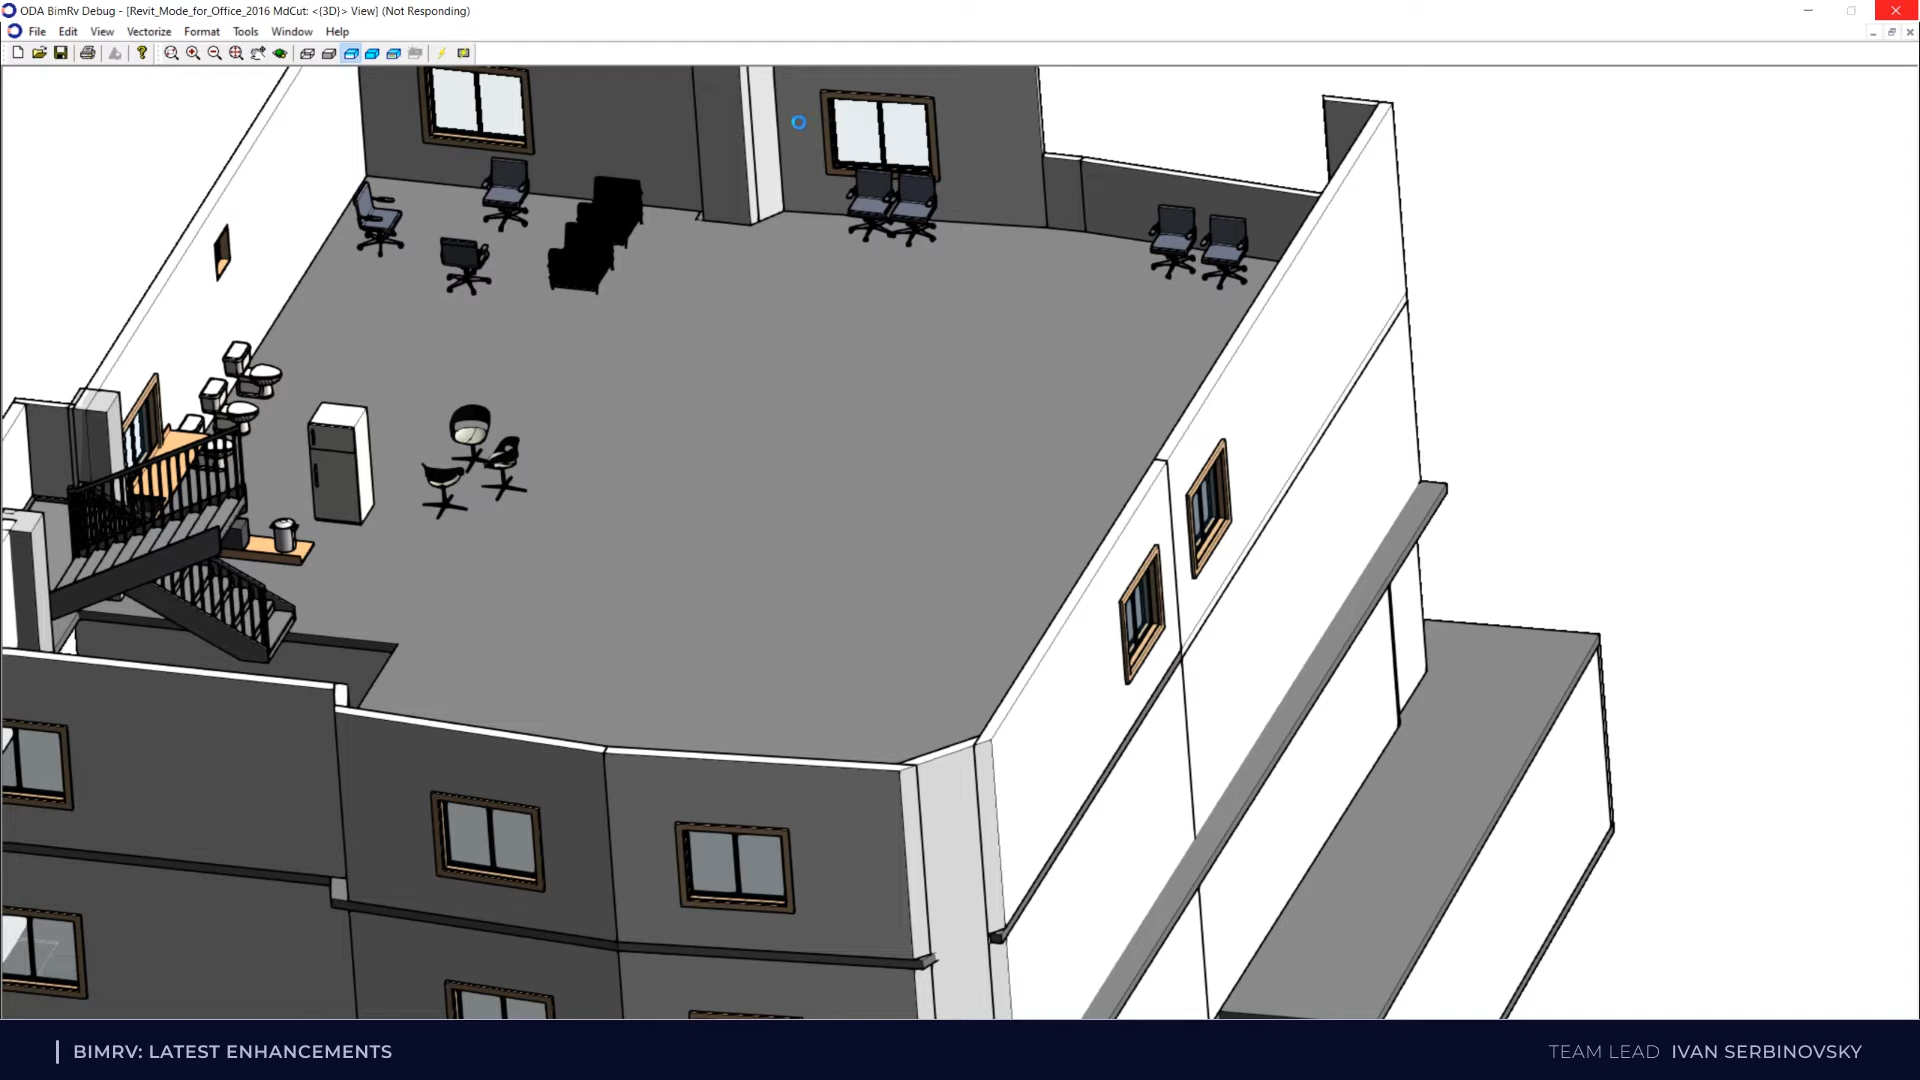 ODA BimRv Debug - [Revit_Mode_for_Office_2016 MdCut: <{3D}> View] (Not Responding)
File Edit View Vectorize Format Tools Window Help
BIMRV: LATEST ENHANCEMENTS
TEAM LEAD IVAN SERBINOVSKY